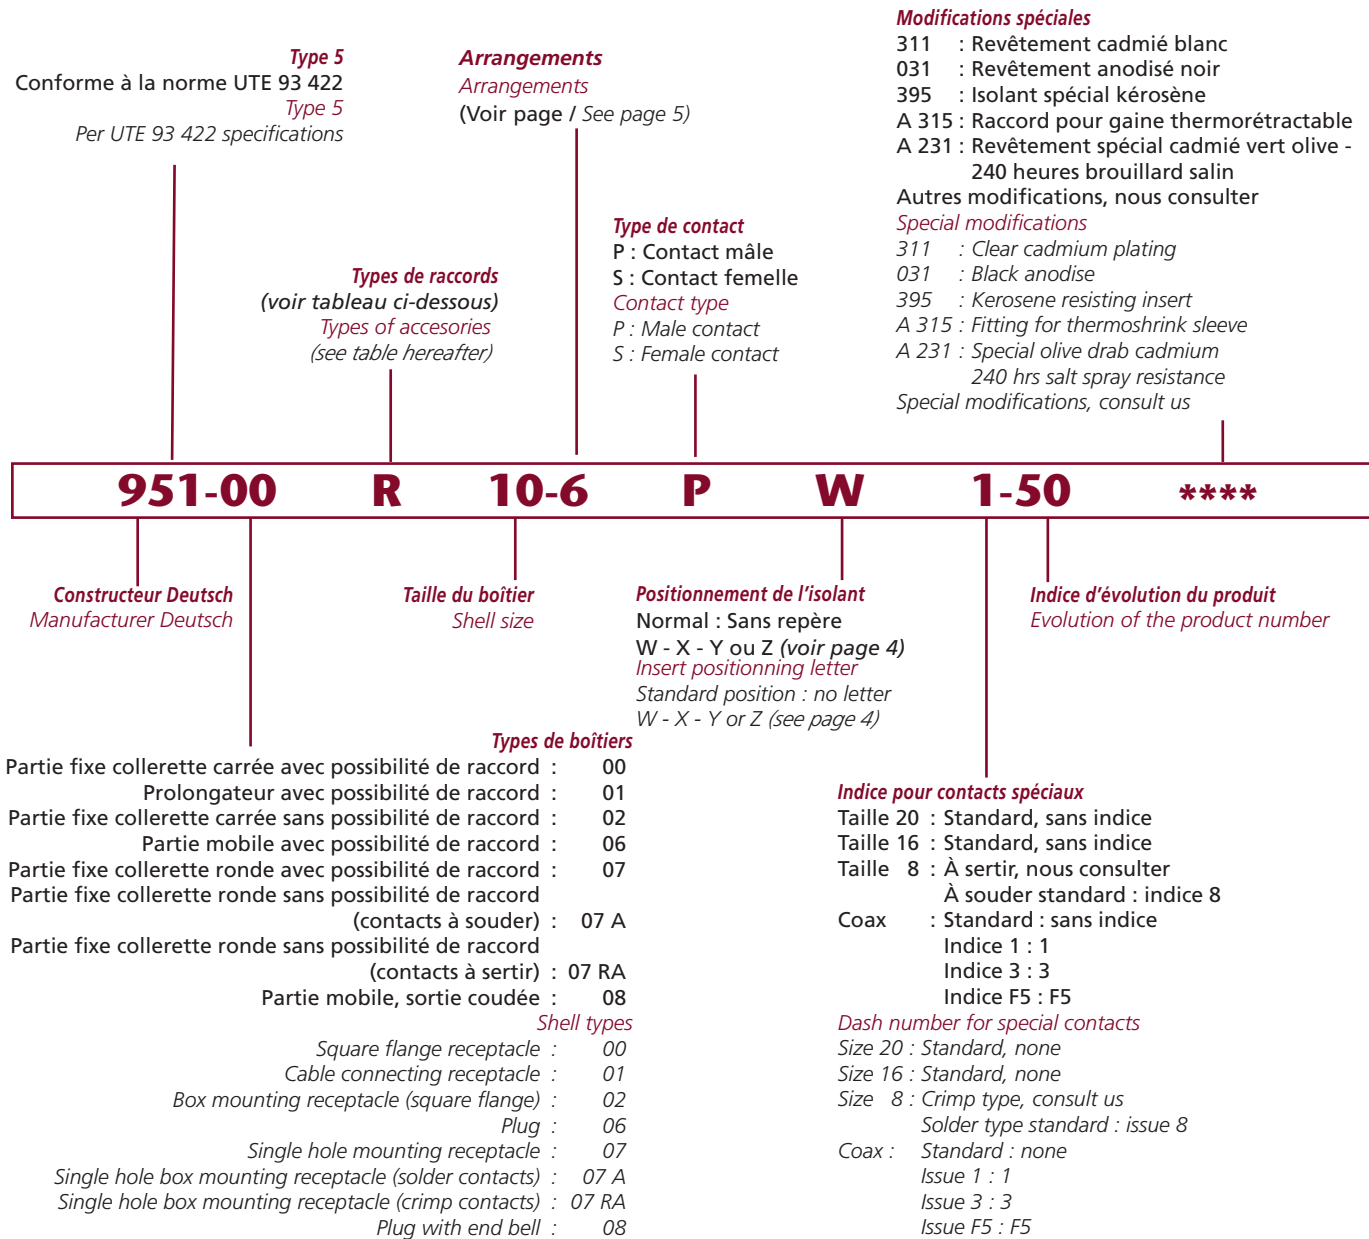 Type 5
Conforme à la norme UTE 93 422
Type 5
Per UTE 93 422 specifications
Arrangements
Arrangements
(Voir page / See page 5)
Types de raccords
(voir tableau ci-dessous)
Types of accesories
(see table hereafter)
Type de contact
P : Contact mâle
S : Contact femelle
Contact type
P : Male contact
S : Female contact
Modifications spéciales
311 : Revêtement cadmié blanc
031 : Revêtement anodisé noir
395 : Isolant spécial kérosène
A 315 : Raccord pour gaine thermorétractable
A 231 : Revêtement spécial cadmié vert olive -
240 heures brouillard salin
Autres modifications, nous consulter
Special modifications
311 : Clear cadmium plating
031 : Black anodise
395 : Kerosene resisting insert
A 315 : Fitting for thermoshrink sleeve
A 231 : Special olive drab cadmium
240 hrs salt spray resistance
Special modifications, consult us
951-00 R 10-6 P W 1-50 ****
Constructeur Deutsch
Manufacturer Deutsch
Taille du boîtier
Shell size
Positionnement de l'isolant
Normal : Sans repère
W - X - Y ou Z (voir page 4)
Insert positionning letter
Standard position : no letter
W - X - Y or Z (see page 4)
Indice d'évolution du produit
Evolution of the product number
Types de boîtiers
Partie fixe collerette carrée avec possibilité de raccord : 00
Prolongateur avec possibilité de raccord : 01
Partie fixe collerette carrée sans possibilité de raccord : 02
Partie mobile avec possibilité de raccord : 06
Partie fixe collerette ronde avec possibilité de raccord : 07
Partie fixe collerette ronde sans possibilité de raccord
(contacts à souder) : 07 A
Partie fixe collerette ronde sans possibilité de raccord
(contacts à sertir) : 07 RA
Partie mobile, sortie coudée : 08
Shell types
Square flange receptacle : 00
Cable connecting receptacle : 01
Box mounting receptacle (square flange) : 02
Plug : 06
Single hole mounting receptacle : 07
Single hole box mounting receptacle (solder contacts) : 07 A
Single hole box mounting receptacle (crimp contacts) : 07 RA
Plug with end bell : 08
Indice pour contacts spéciaux
Taille 20 : Standard, sans indice
Taille 16 : Standard, sans indice
Taille 8 : À sertir, nous consulter
À souder standard : indice 8
Coax : Standard : sans indice
Indice 1 : 1
Indice 3 : 3
Indice F5 : F5
Dash number for special contacts
Size 20 : Standard, none
Size 16 : Standard, none
Size 8 : Crimp type, consult us
Solder type standard : issue 8
Coax : Standard : none
Issue 1 : 1
Issue 3 : 3
Issue F5 : F5